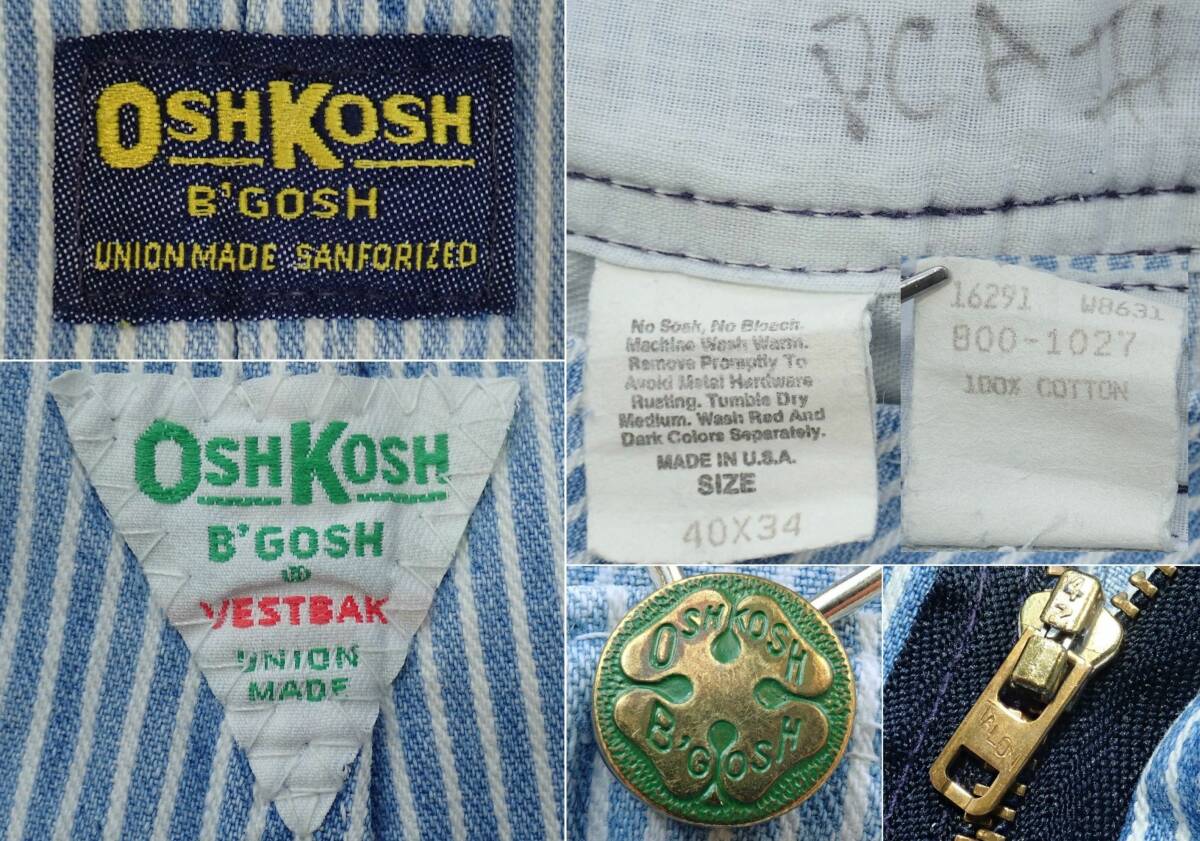 OSHKOSH
B'GOSH
UNION MADE SANFORIZED
PCA
No Soak, No Bleach.
Machine Wash Warm.
Remove Promptly To
Avoid Metal Hardware
Rusting. Tumble Dry
Medium. Wash Red And
Dark Colors Separately.
MADE IN U.S.A.
SIZE
40X34
16291 W8631
800-1027
100% COTTON
OSHKOSH
B'GOSH
®
VESTBAK
UNION
MADE
OSHKOSH
B'GOSH
42
TALON